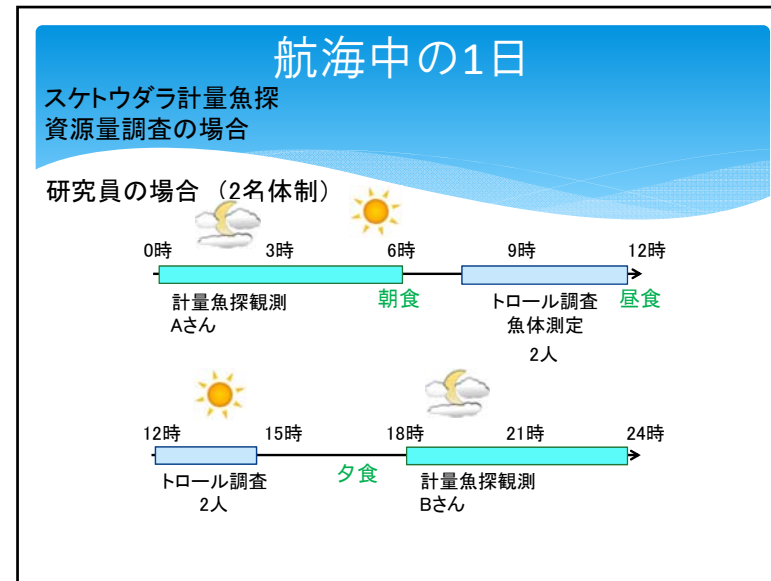 航海中の1日
スケトウダラ計量魚探
資源量調査の場合
研究員の場合 (2名体制)
0時 3時 6時 9時 12時
朝食 昼食
計量魚探観測
Aさん
トロール調査
魚体測定
2人
12時 15時 18時 21時 24時
夕食
トロール調査
2人
計量魚探観測
Bさん